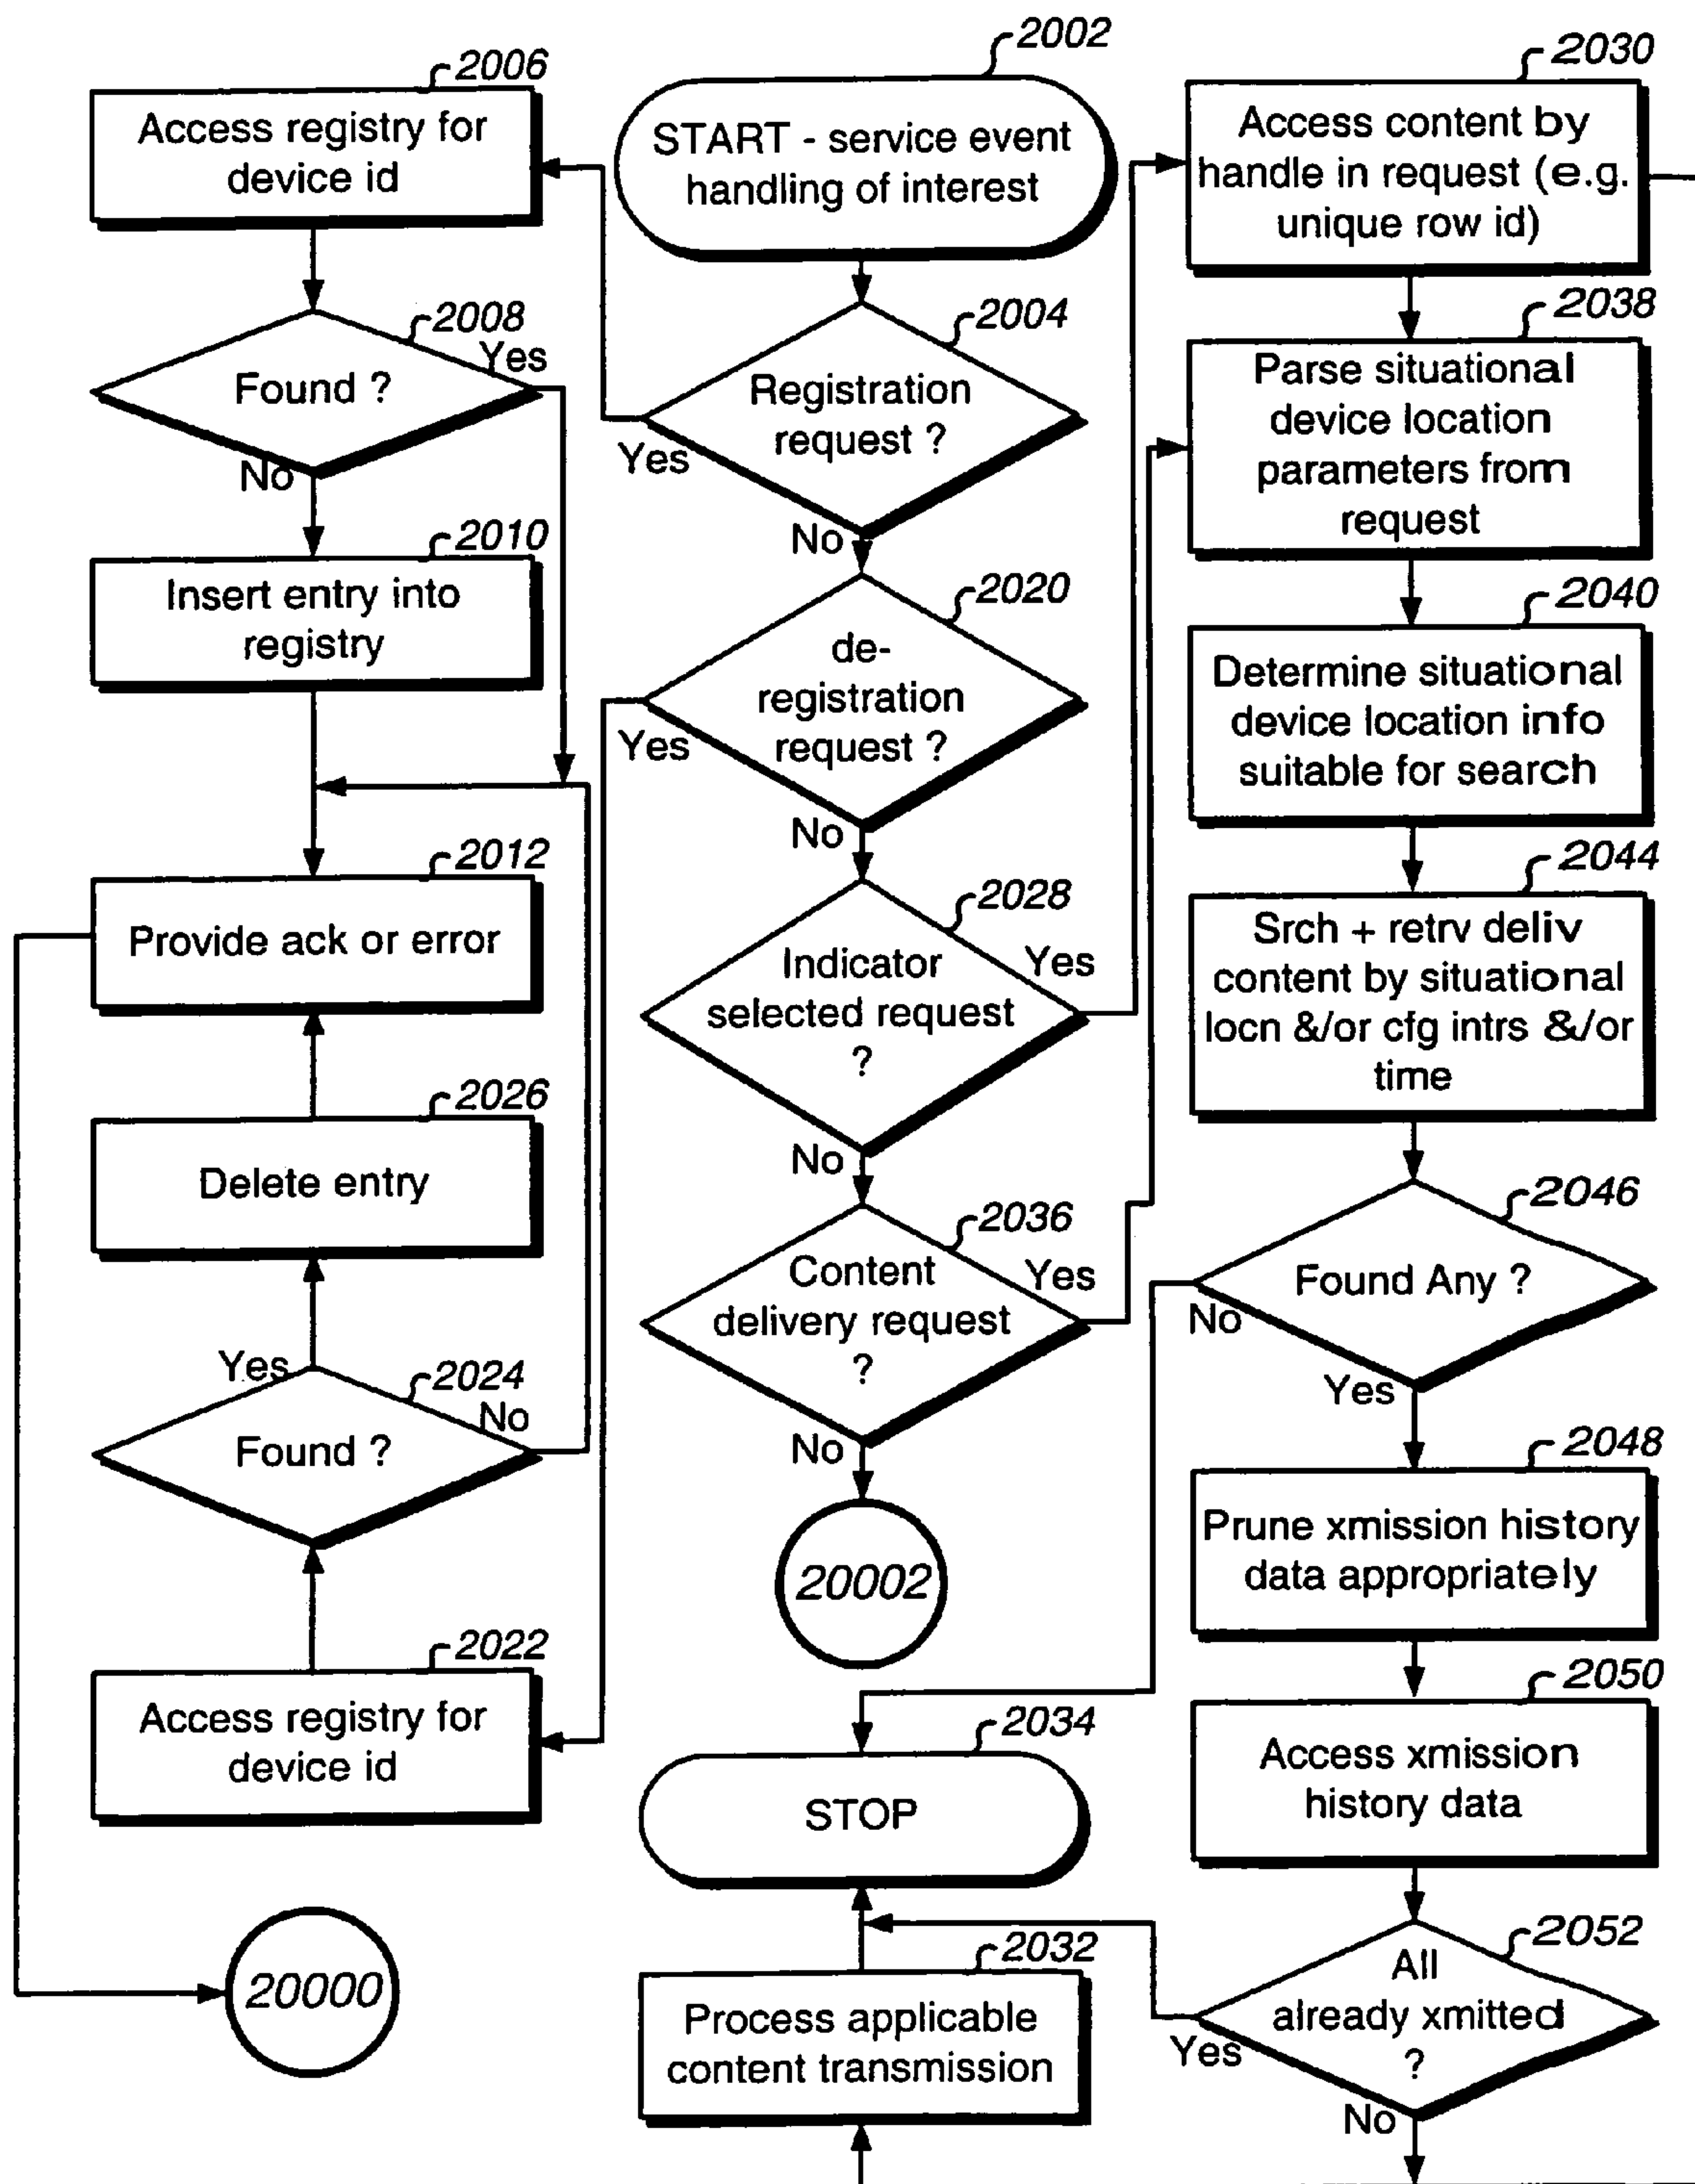 2006
Access registry for
device id
2008
Found ?
Yes
No
2010
Insert entry into
registry
2012
Provide ack or error
2026
Delete entry
Yes
2024
No
Found ?
2022
Access registry for
device id
20000
2002
START - service event
handling of interest
2004
Registration
request ?
Yes
No
2020
de-
registration
request ?
Yes
No
2028
Indicator
selected request
?
Yes
No
2036
Content
delivery request
?
Yes
No
20002
2034
STOP
2032
Process applicable
content transmission
2030
Access content by
handle in request (e.g.
unique row id)
2038
Parse situational
device location
parameters from
request
2040
Determine situational
device location info
suitable for search
2044
Srch + retrv deliv
content by situational
locn &/or cfg intrs &/or
time
2046
Found Any ?
No
Yes
2048
Prune xmission history
data appropriately
2050
Access xmission
history data
2052
All
already xmitted
?
Yes
No